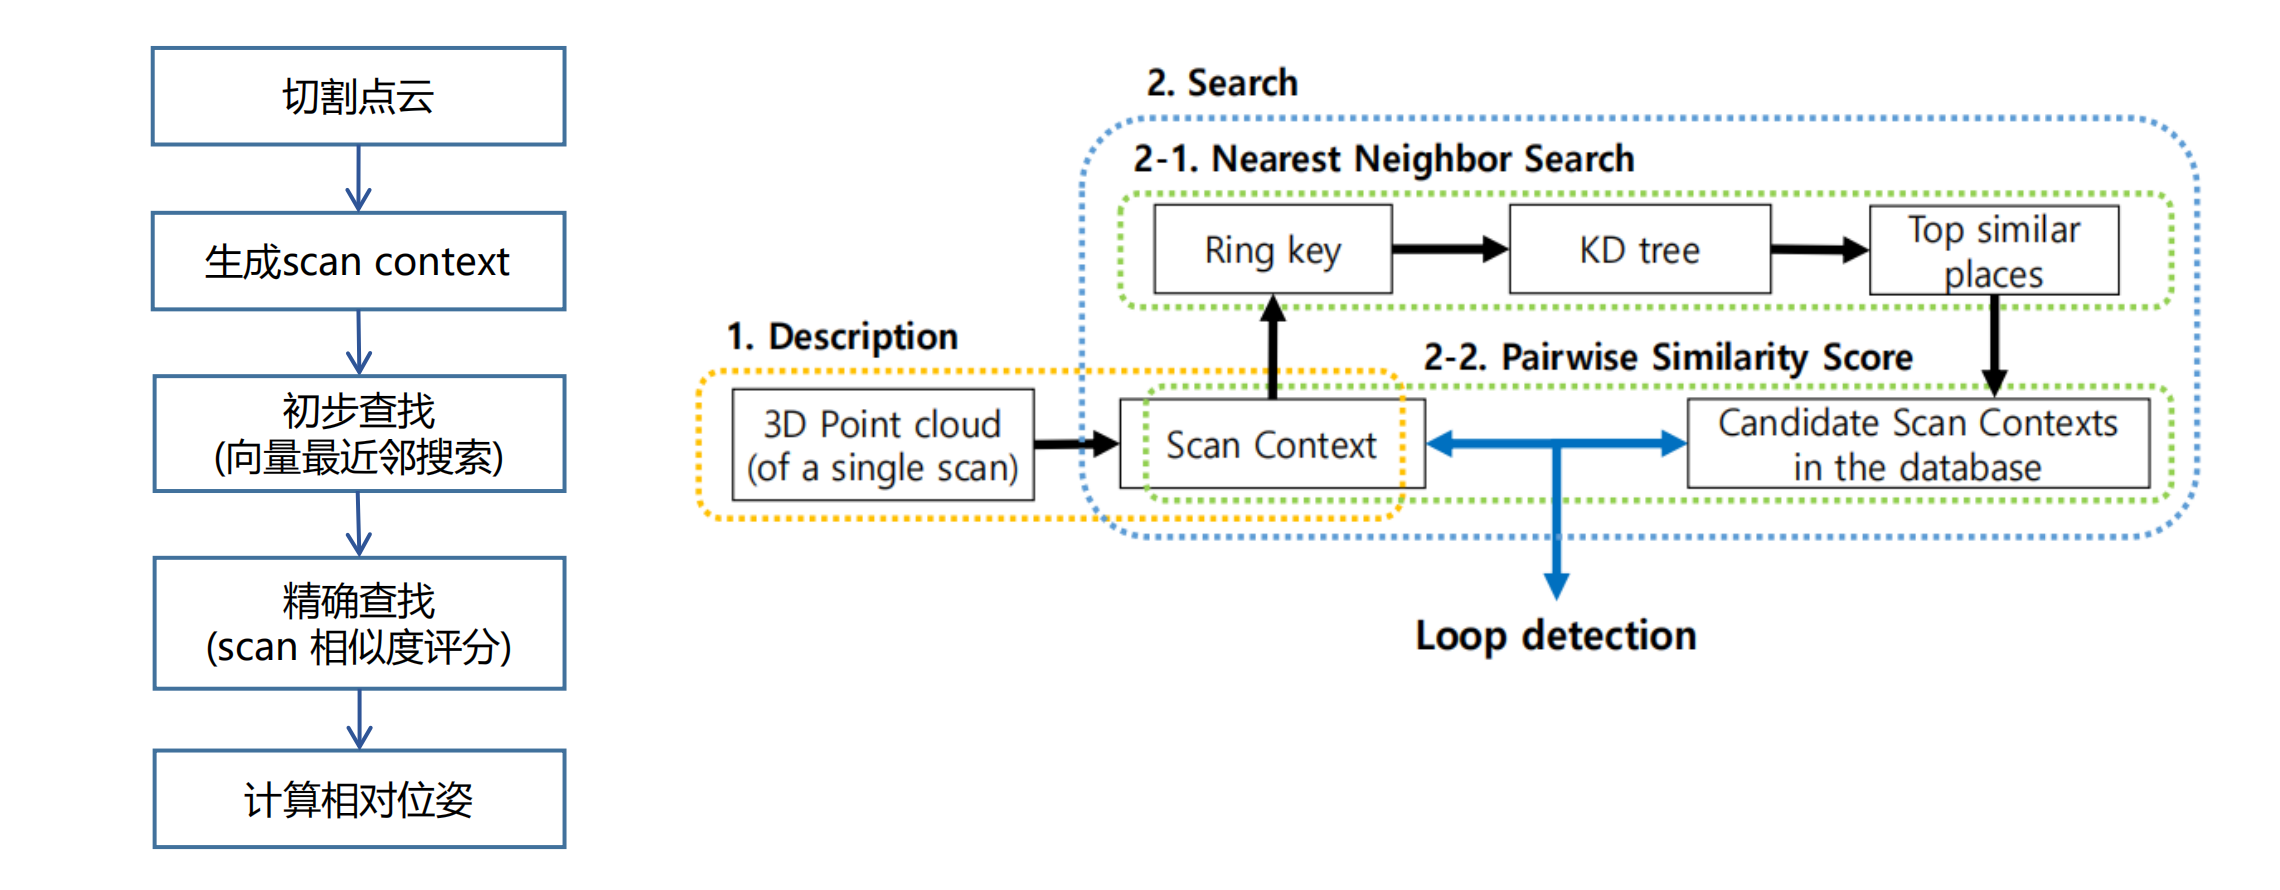 切割点云
生成scan context
初步查找
(向量最近邻搜索)
精确查找
(scan 相似度评分)
计算相对位姿
2. Search
2-1. Nearest Neighbor Search
Ring key
KD tree
Top similar
places
1. Description
2-2. Pairwise Similarity Score
3D Point cloud
(of a single scan)
Scan Context
Candidate Scan Contexts
in the database
Loop detection